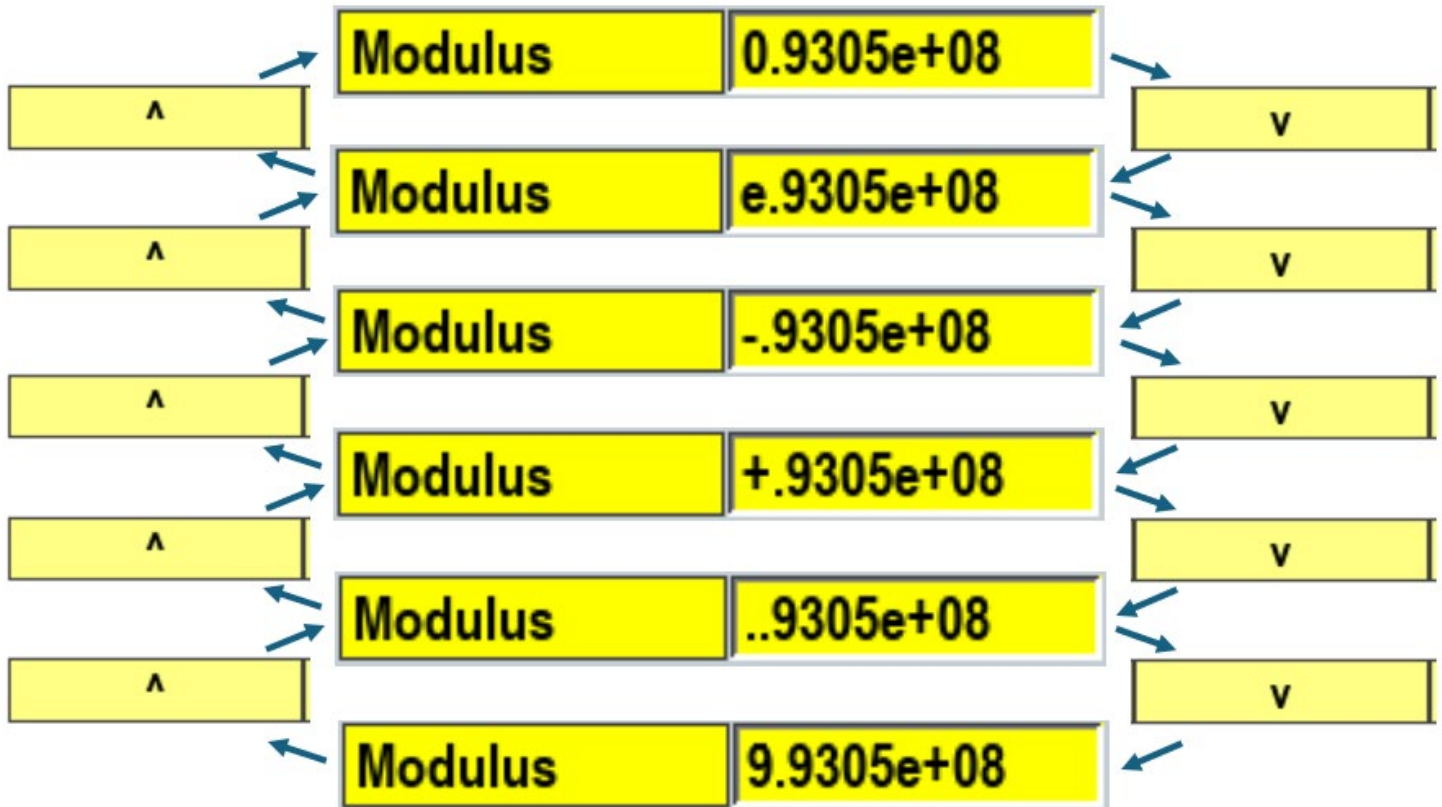 Modulus 0.9305e+08
^ v
Modulus e.9305e+08
^ v
Modulus -.9305e+08
^ v
Modulus +.9305e+08
^ v
Modulus ..9305e+08
^ v
Modulus 9.9305e+08